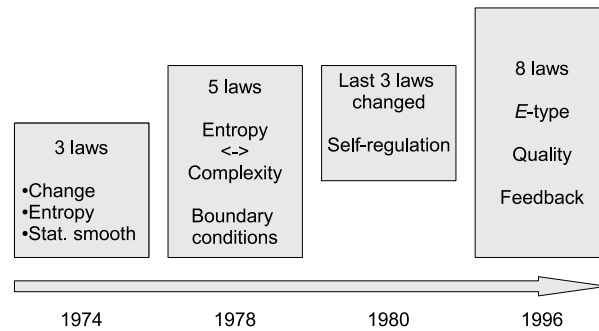 3 laws
•Change
•Entropy
•Stat. smooth
5 laws
Entropy
<->
Complexity
Boundary
conditions
Last 3 laws
changed
Self-regulation
8 laws
E-type
Quality
Feedback
1974
1978
1980
1996